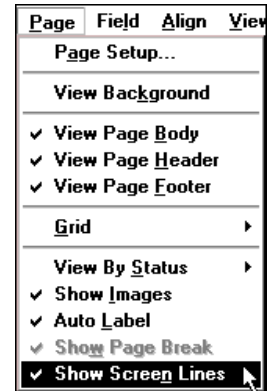 Page Field Align View
Page Setup...
View Background
View Page Body
View Page Header
View Page Footer
Grid
View By Status
Show Images
Auto Label
Show Page Break
Show Screen Lines